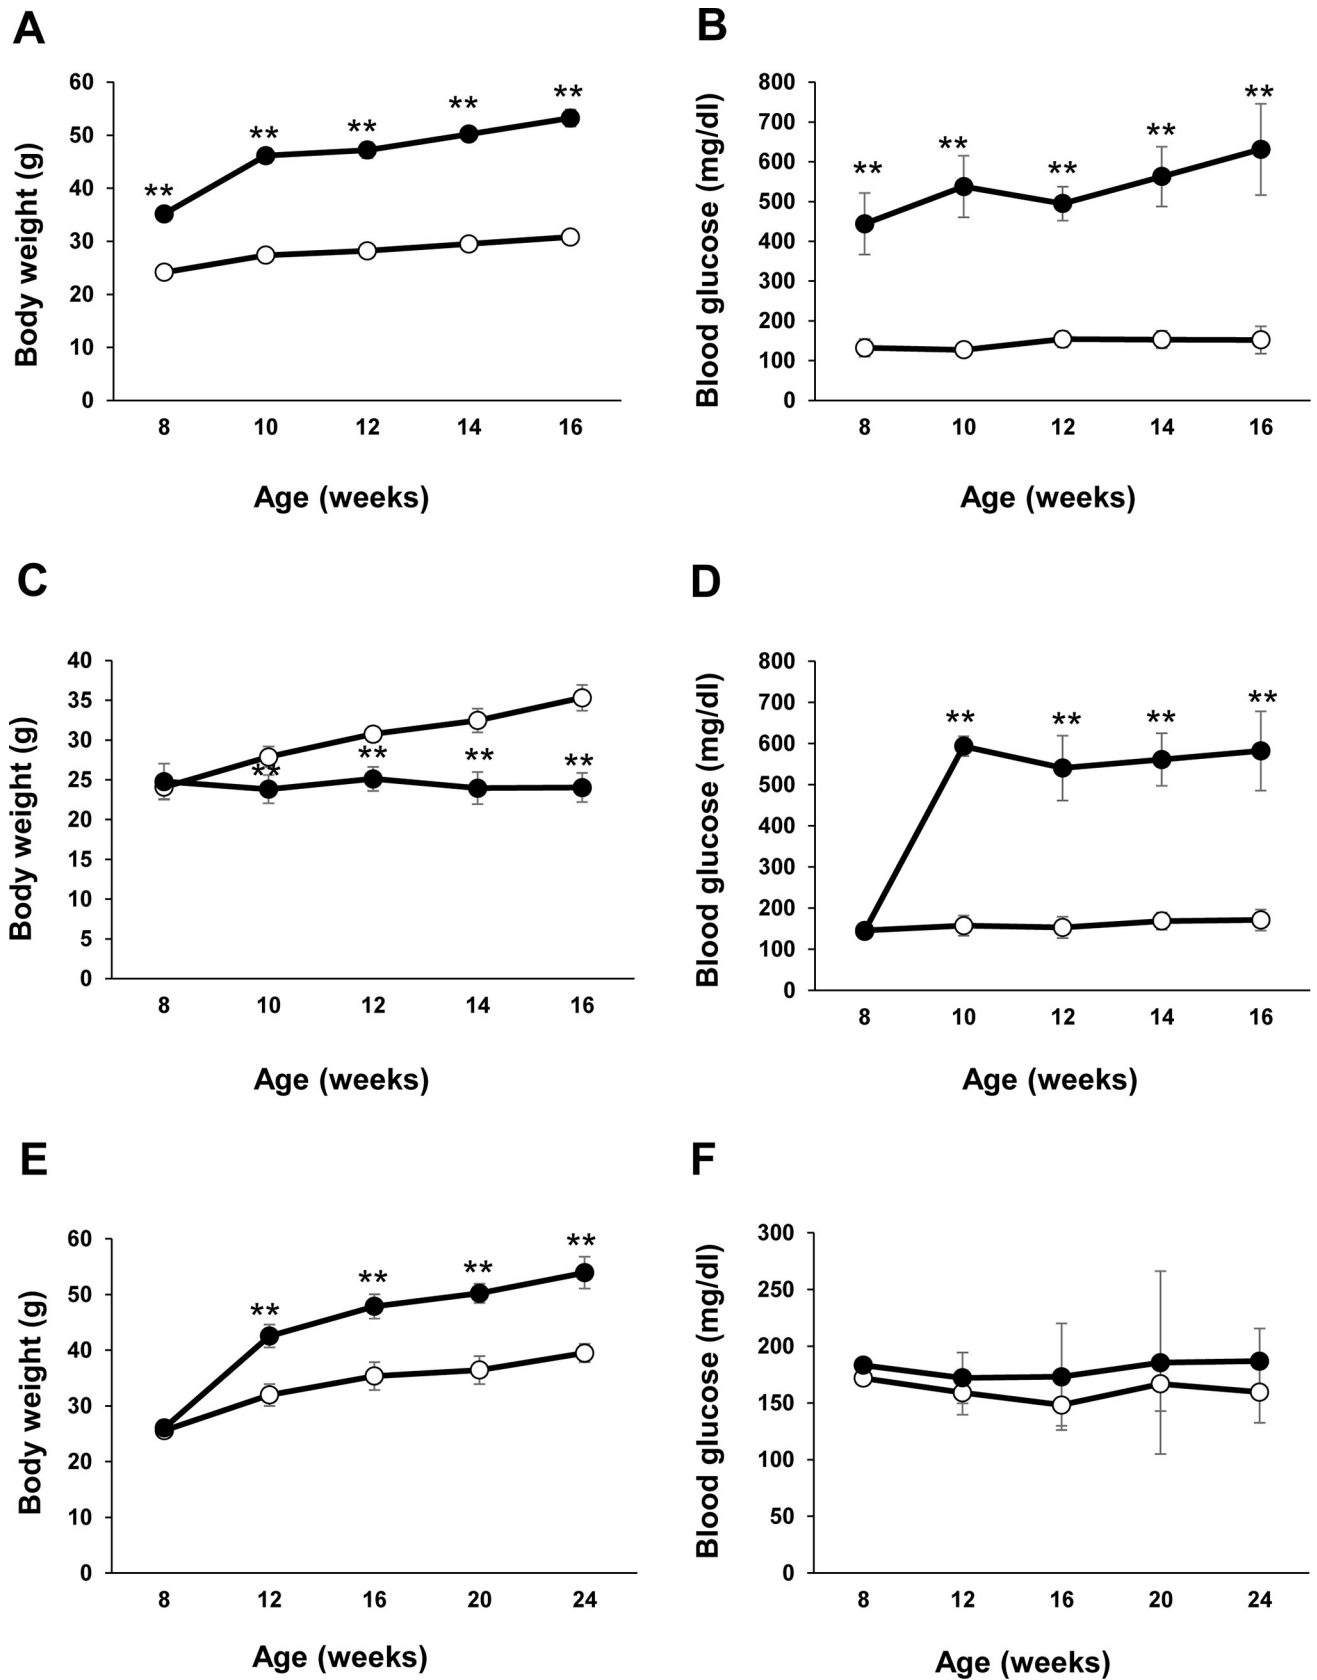 A
Body weight (g)
60
50
40
30
20
10
0
** ** ** ** **
8 10 12 14 16
Age (weeks)
B
Blood glucose (mg/dl)
800
700
600
500
400
300
200
100
0
** ** ** ** **
8 10 12 14 16
Age (weeks)
C
Body weight (g)
40
35
30
25
20
15
10
5
0
** ** ** **
8 10 12 14 16
Age (weeks)
D
Blood glucose (mg/dl)
800
700
600
500
400
300
200
100
0
** ** ** **
8 10 12 14 16
Age (weeks)
E
Body weight (g)
60
50
40
30
20
10
0
** ** ** **
8 12 16 20 24
Age (weeks)
F
Blood glucose (mg/dl)
300
250
200
150
100
50
0
8 12 16 20 24
Age (weeks)